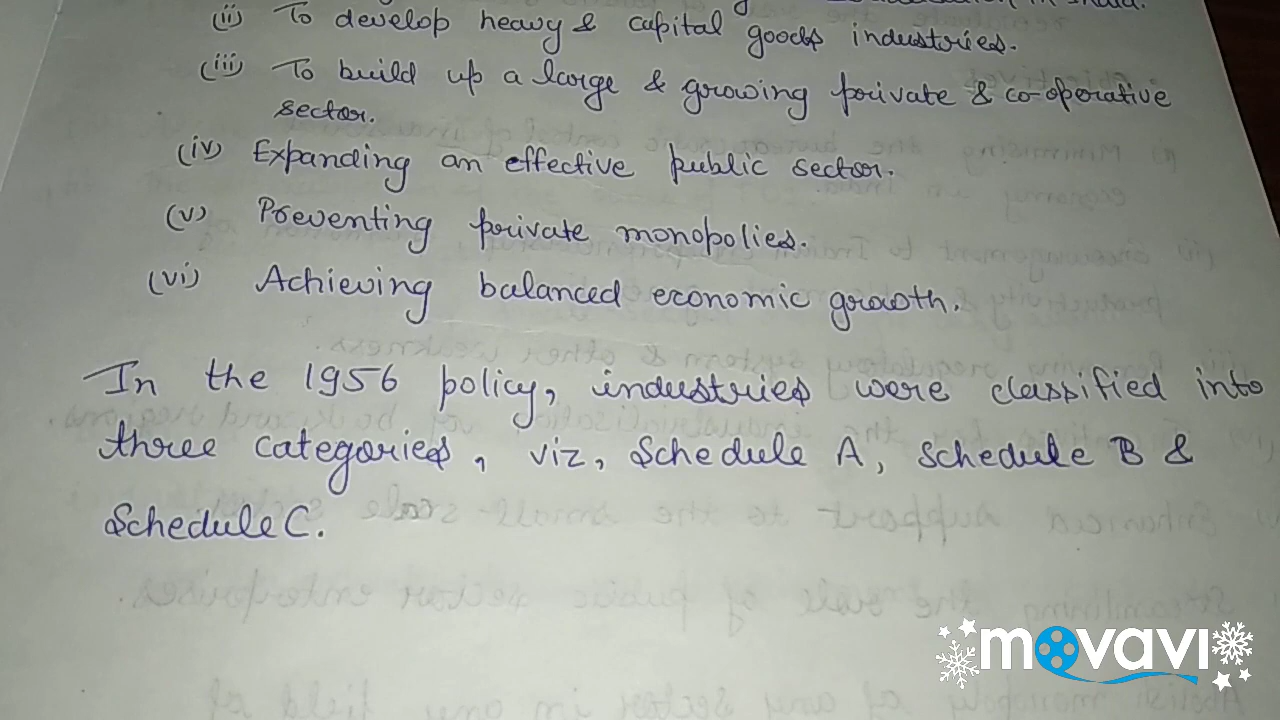 in India.
(ii) To develop heavy & capital goods industries.
(iii) To build up a large & growing private & co-operative
sector.
(iv) Expanding an effective public sector.
(v) Preventing private monopolies.
(vi) Achieving balanced economic growth.
In the 1956 policy, industries were classified into
three categories, viz, Schedule A, Schedule B &
Schedule C.
movavi